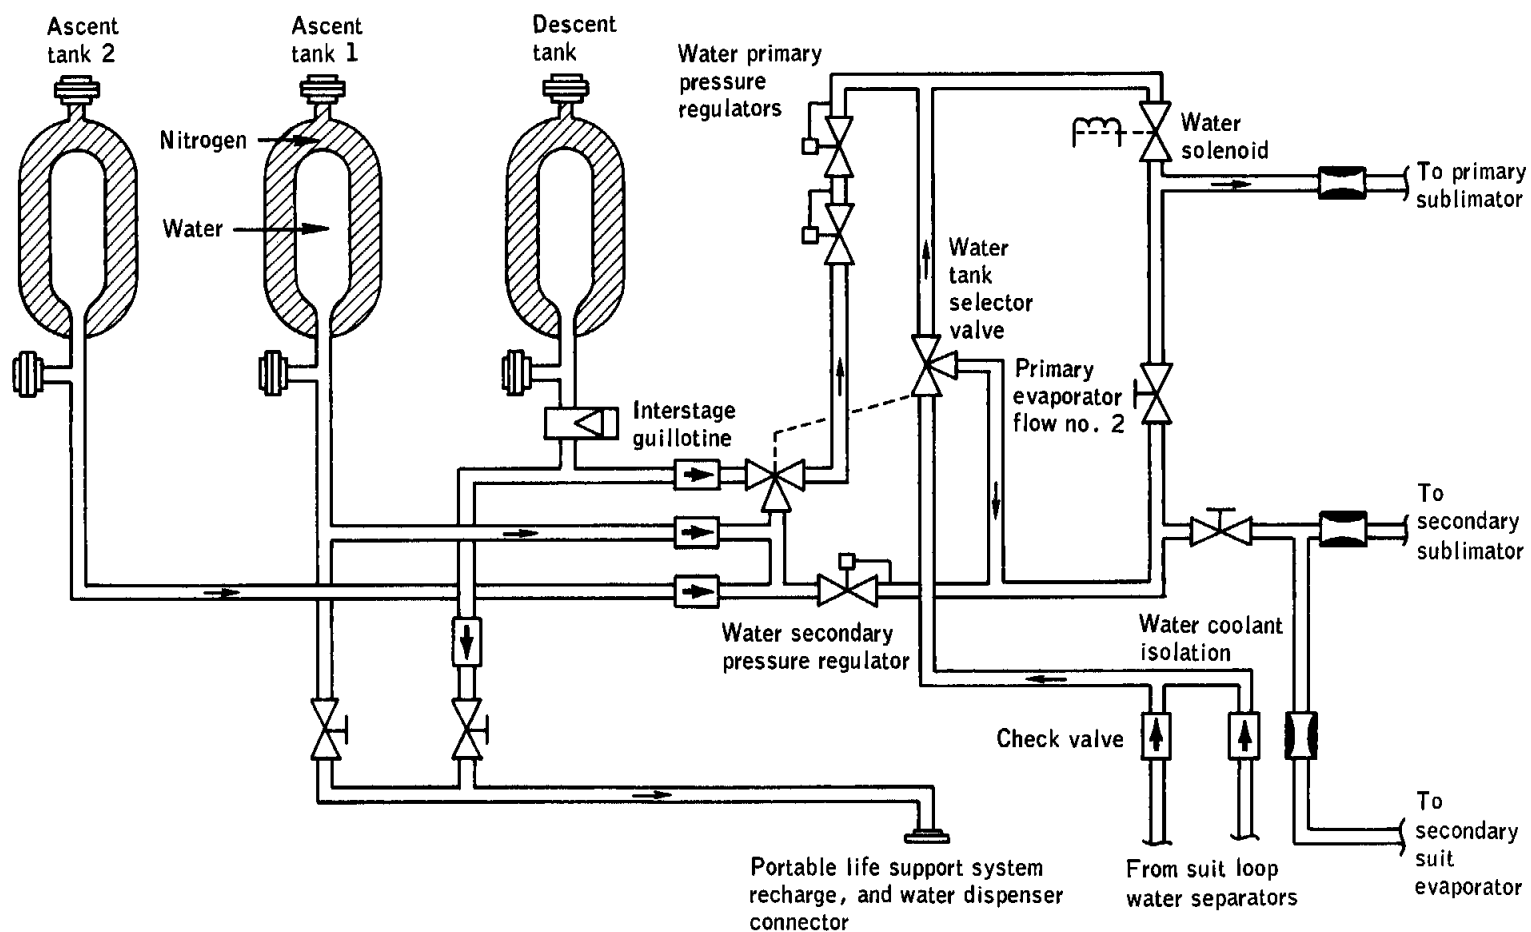 Ascent
tank 2
Ascent
tank 1
Descent
tank
Water primary
pressure
regulators
Nitrogen
Water
Water
solenoid
To primary
sublimator
Water
tank
selector
valve
Primary
evaporator
flow no. 2
Interstage
guillotine
To
secondary
sublimator
Water secondary
pressure regulator
Water coolant
isolation
Check valve
To
secondary
suit
evaporator
Portable life support system
recharge, and water dispenser
connector
From suit loop
water separators